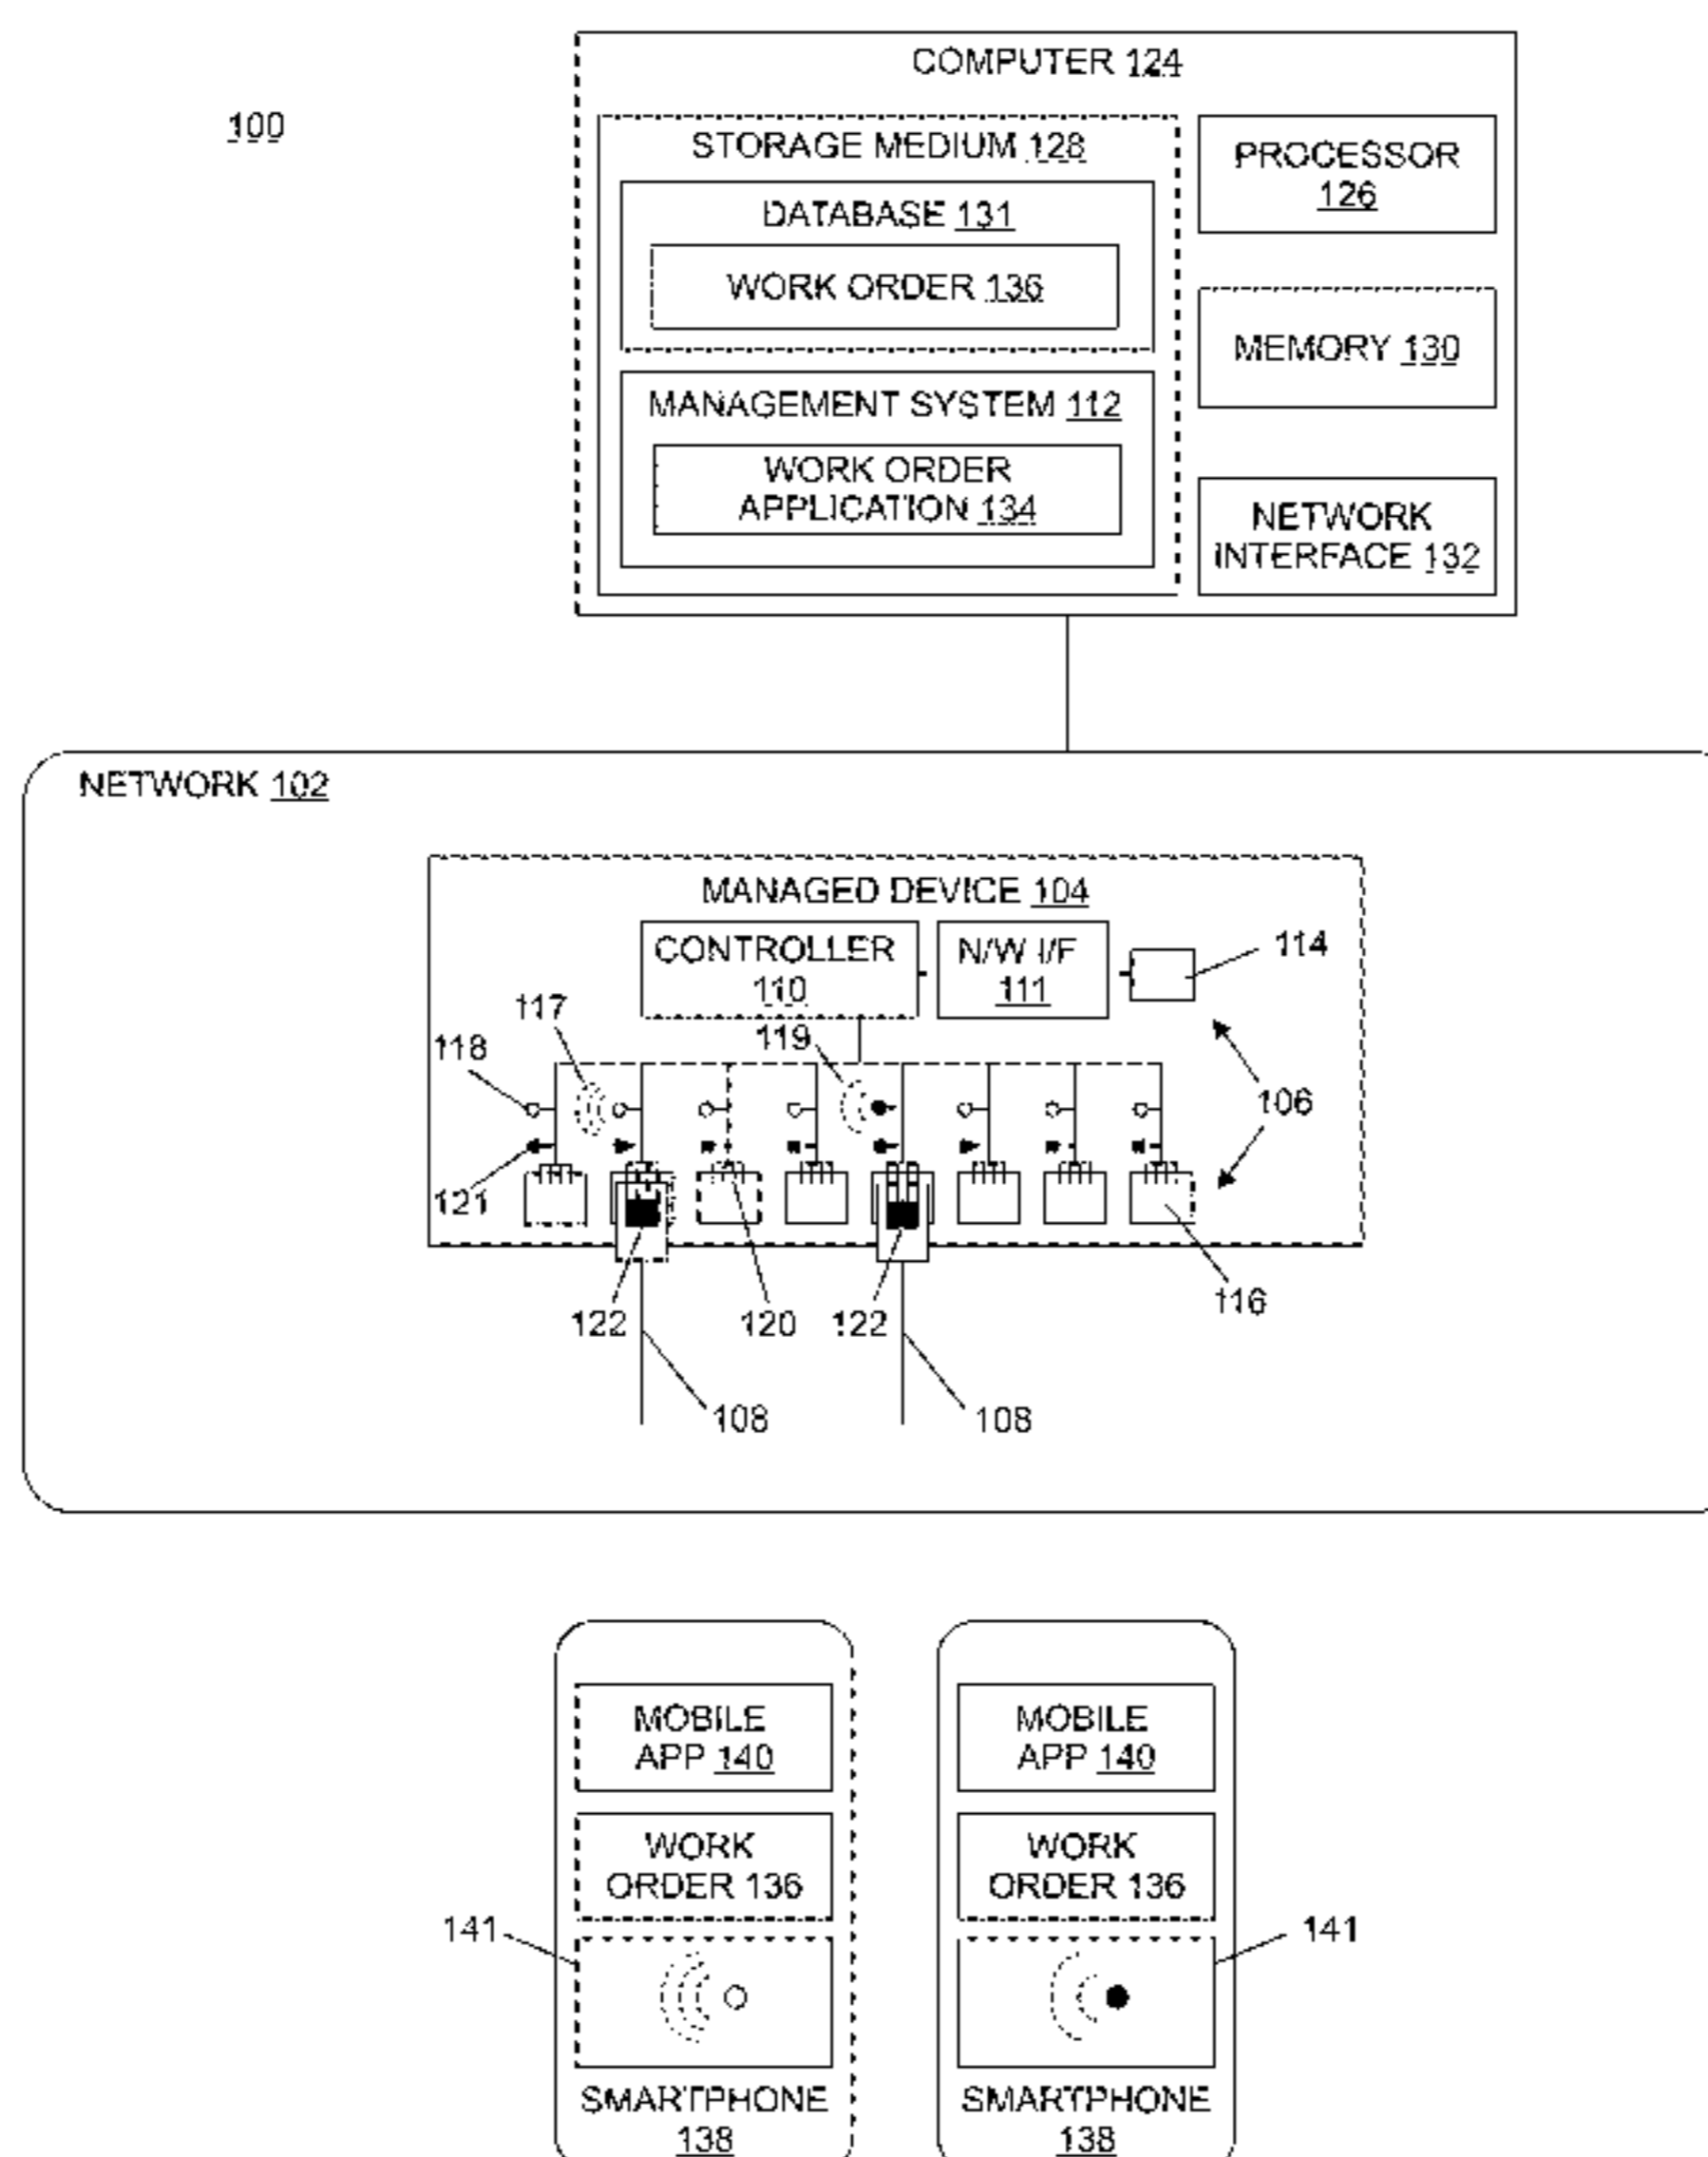 100
COMPUTER 124
STORAGE MEDIUM 128
DATABASE 131
WORK ORDER 136
MANAGEMENT SYSTEM 112
WORK ORDER
APPLICATION 134
PROCESSOR
126
MEMORY 130
NETWORK
INTERFACE 132
NETWORK 102
MANAGED DEVICE 104
CONTROLLER
110
N/W I/F
111
114
117
118
119
106
121
122
120
122
116
108
108
MOBILE
APP 140
WORK
ORDER 136
141
SMARTPHONE
138
MOBILE
APP 140
WORK
ORDER 136
141
SMARTPHONE
138